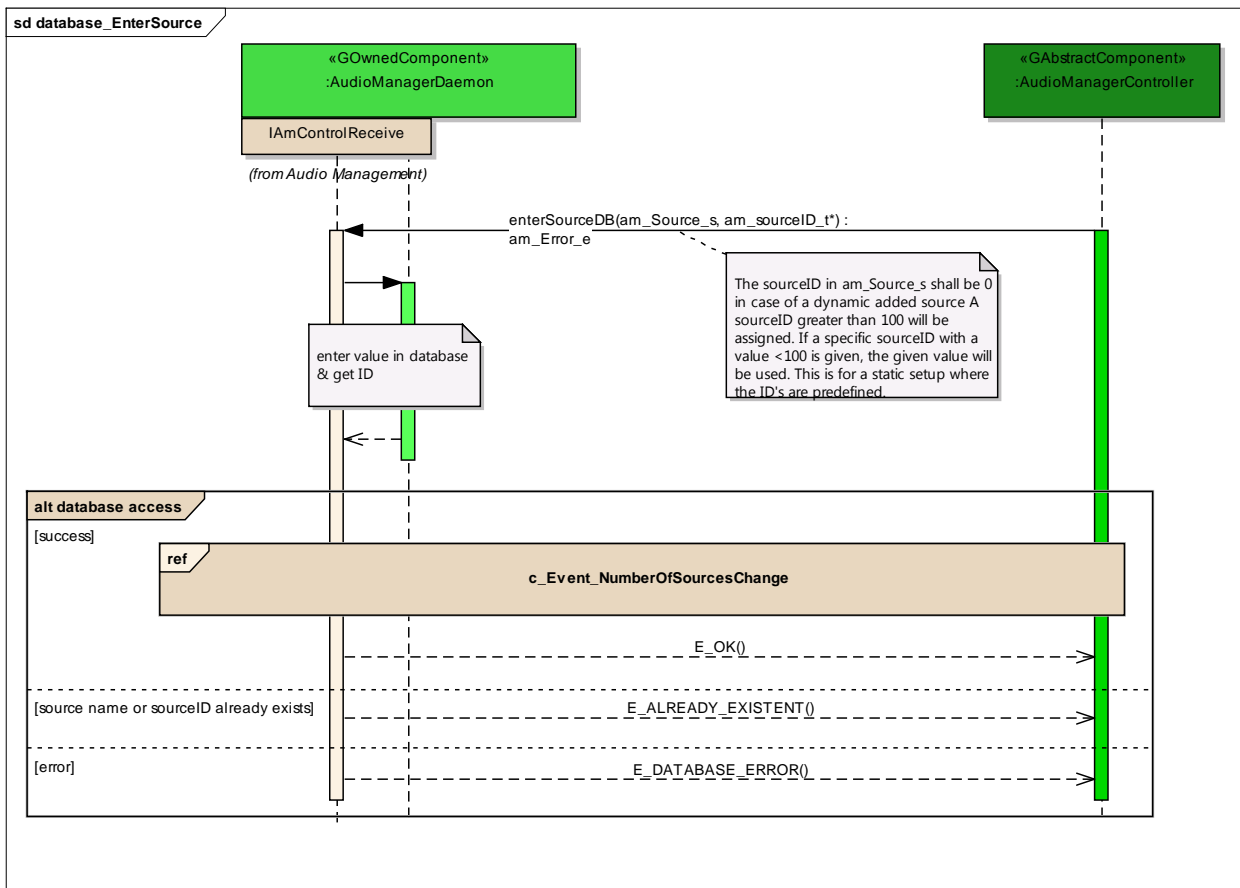 sd database_EnterSource
«GOwnedComponent»
:AudioManagerDaemon
«GAbstractComponent»
:AudioManagerController
IAmControlReceive
(from Audio Management)
enterSourceDB(am_Source_s, am_sourceID_t*) :
am_Error_e
The sourceID in am_Source_s shall be 0
in case of a dynamic added source A
sourceID greater than 100 will be
assigned. If a specific sourceID with a
value <100 is given, the given value will
be used. This is for a static setup where
the ID's are predefined.
enter value in database
& get ID
alt database access
[success]
ref
c_Event_NumberOfSourcesChange
E_OK()
[source name or sourceID already exists]
E_ALREADY_EXISTENT()
[error]
E_DATABASE_ERROR()